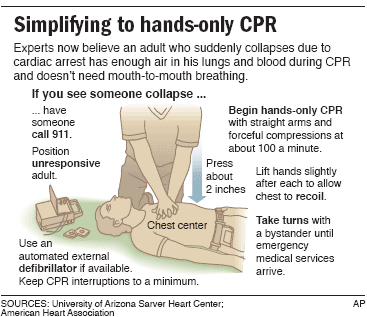 Simplifying to hands-only CPR
Experts now believe an adult who suddenly collapses due to
cardiac arrest has enough air in his lungs and blood during CPR
and doesn't need mouth-to-mouth breathing.
If you see someone collapse ...
... have
someone
call 911.
Position
unresponsive
adult.
Use an
automated external
defibrillator if available.
Keep CPR interruptions to a minimum.
Chest center
Press
about
2 inches
Begin hands-only CPR
with straight arms and
forceful compressions at
about 100 a minute.
Lift hands slightly
after each to allow
chest to recoil.
Take turns with
a bystander until
emergency
medical services
arrive.
SOURCES: University of Arizona Sarver Heart Center;
American Heart Association
AP